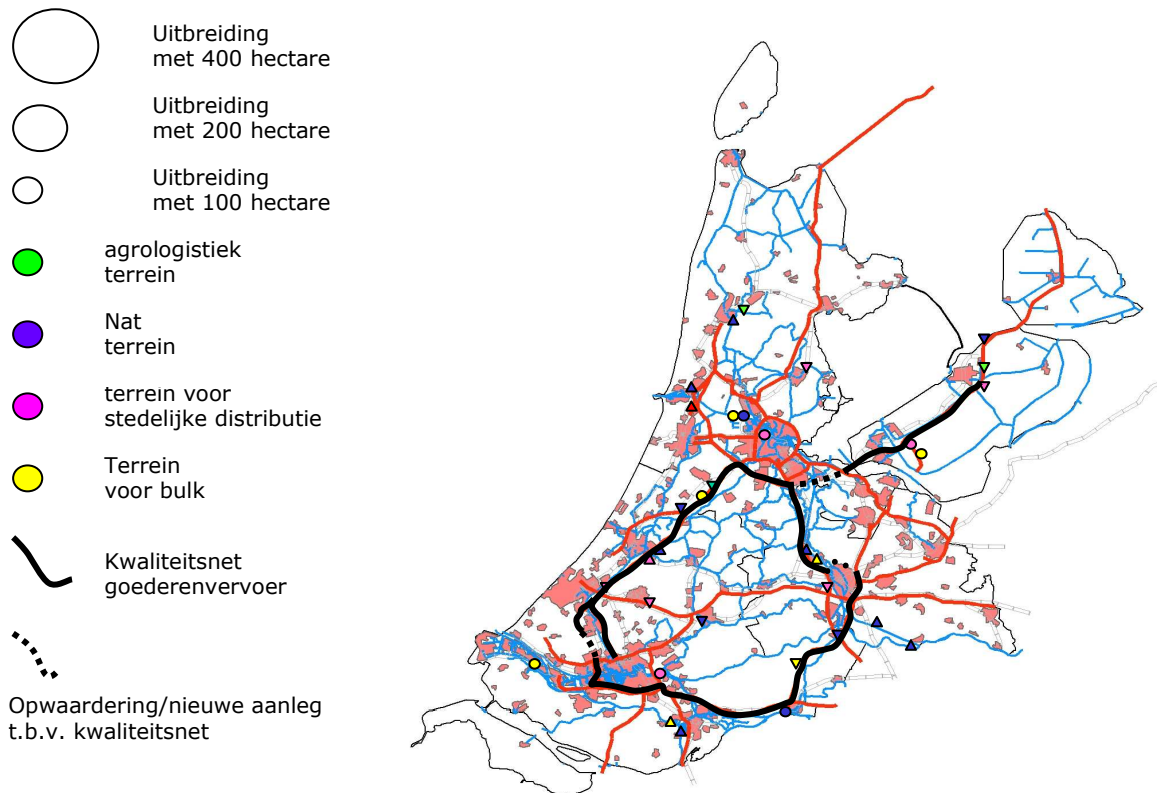 Uitbreiding
met 400 hectare
Uitbreiding
met 200 hectare
Uitbreiding
met 100 hectare
agrologistiek
terrein
Nat
terrein
terrein voor
stedelijke distributie
Terrein
voor bulk
Kwaliteitsnet
goederenvervoer
Opwaardering/nieuwe aanleg
t.b.v. kwaliteitsnet